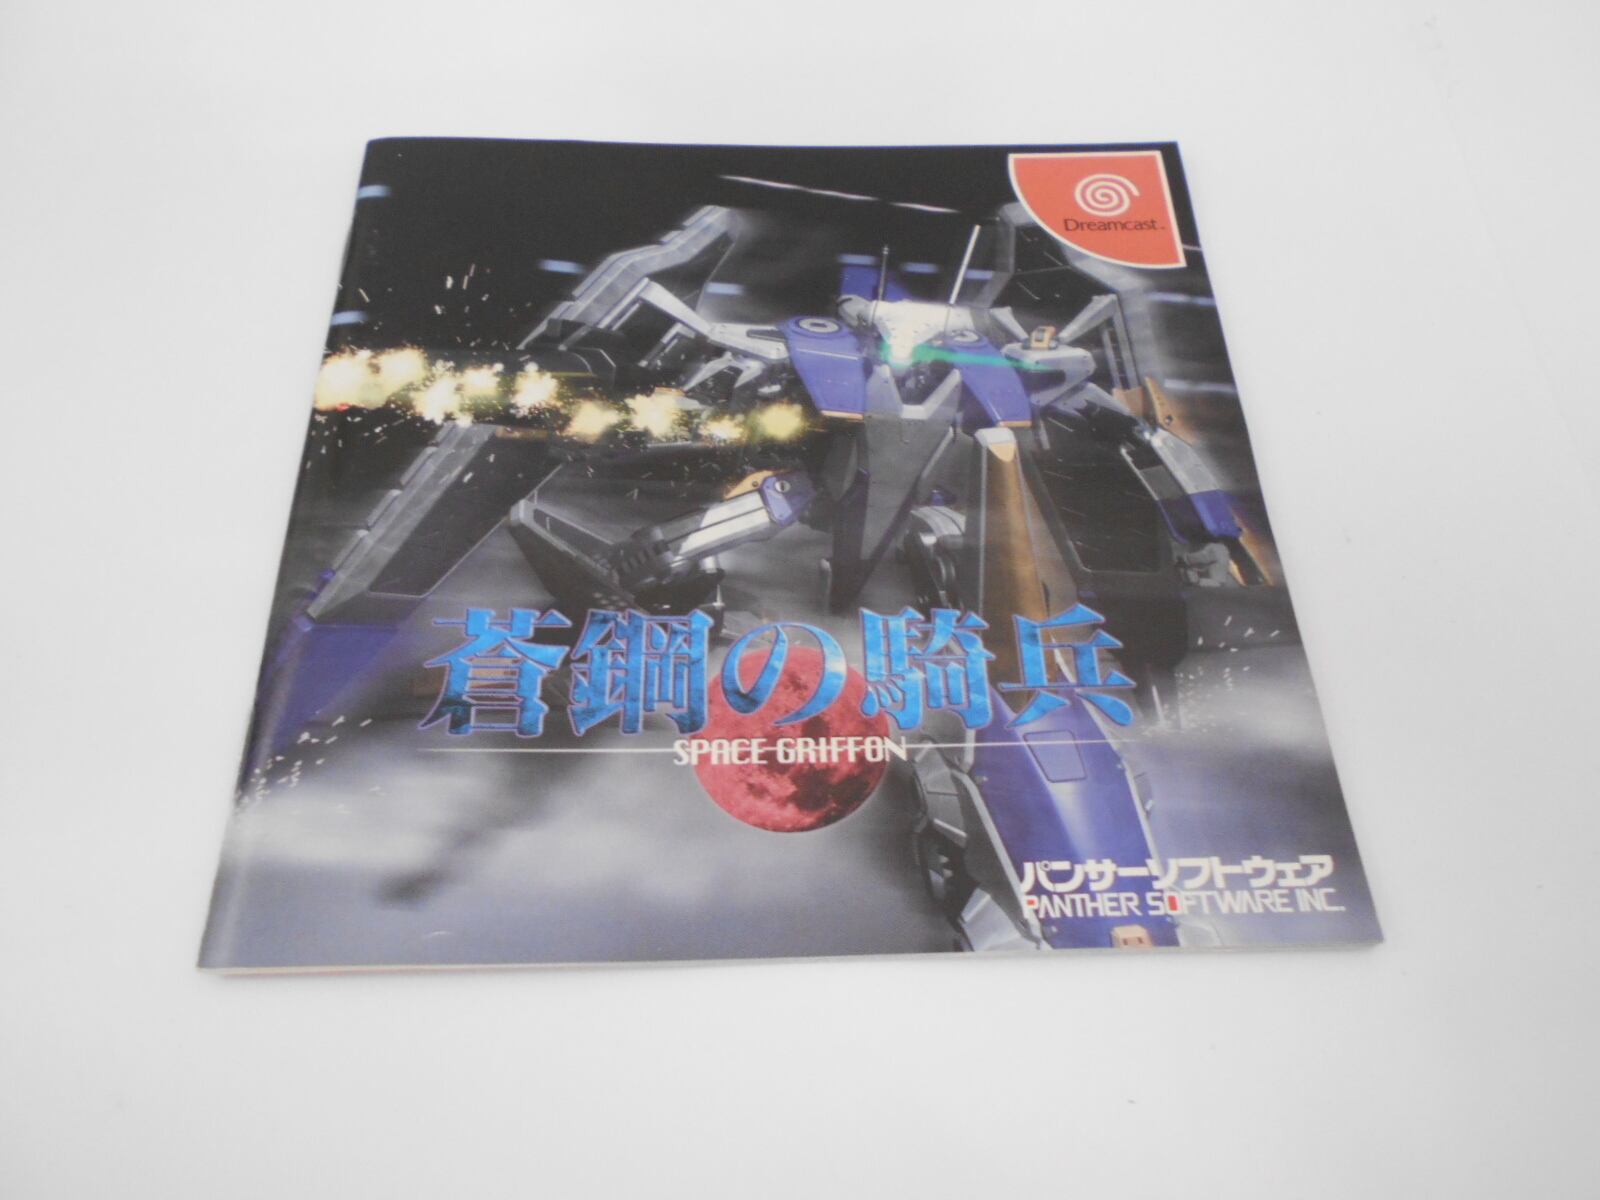 Dreamcast™
蒼鋼の騎兵
SPACE GRIFFON
パンサーソフトウェア
PANTHER SOFTWARE INC.